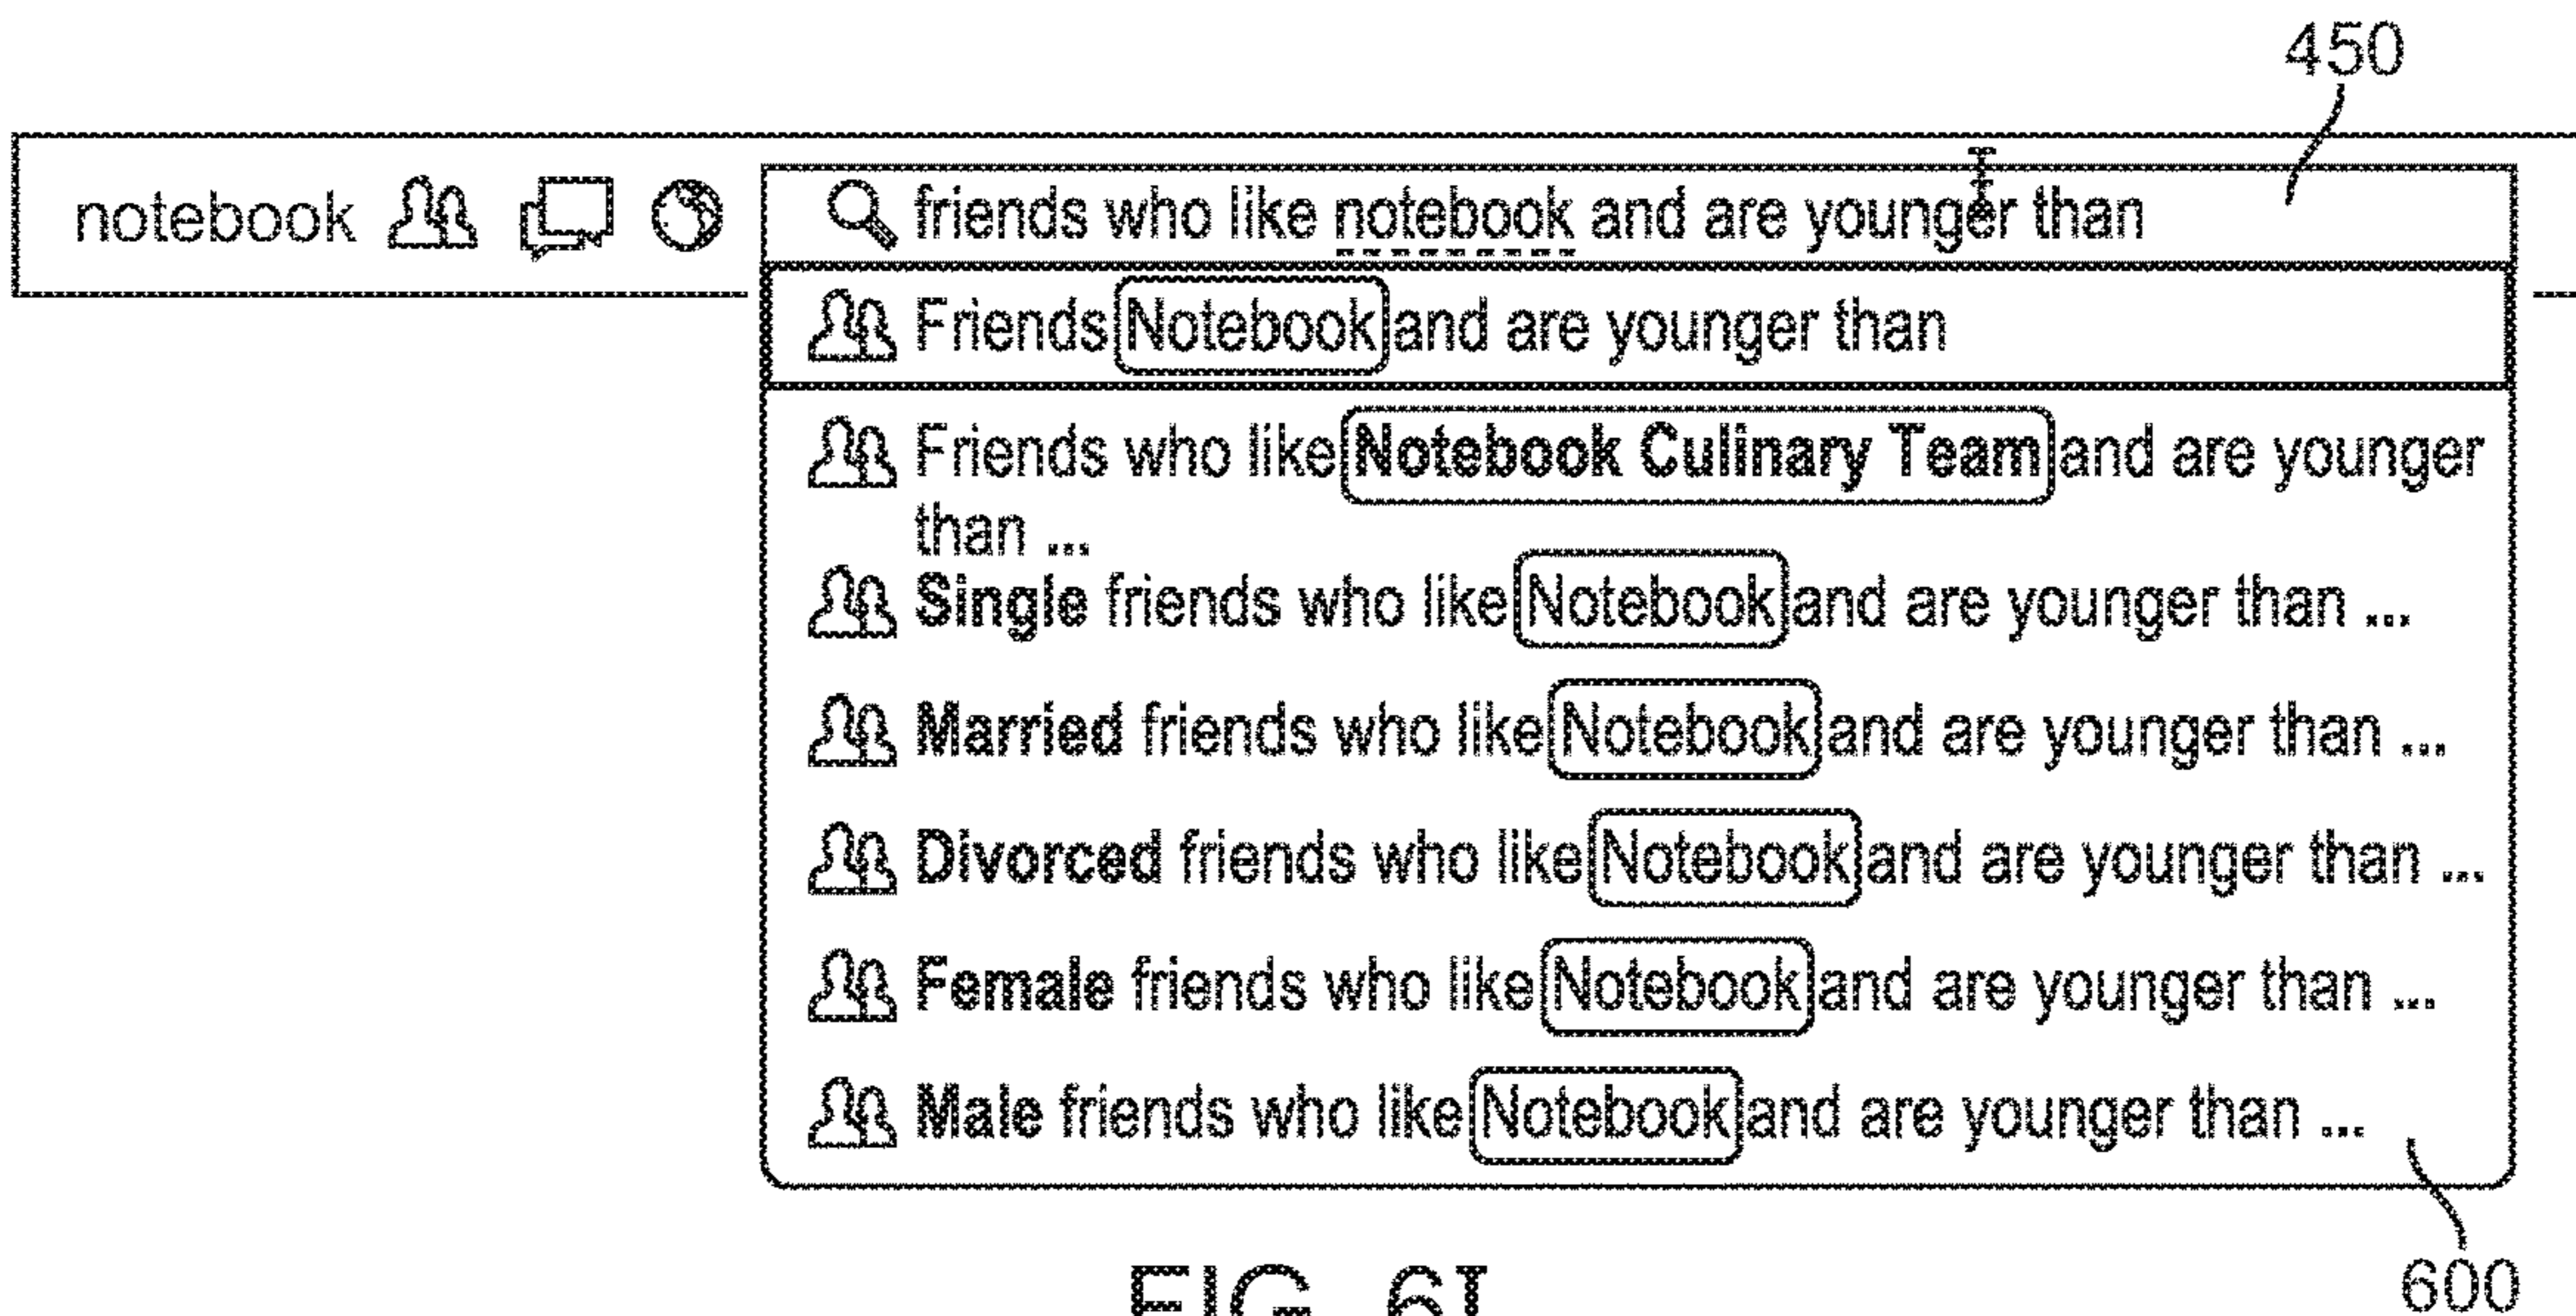 450
notebook
friends who like notebook and are younger than
Friends Notebook and are younger than
Friends who like Notebook Culinary Team and are younger
than ...
Single friends who like Notebook and are younger than ...
Married friends who like Notebook and are younger than ...
Divorced friends who like Notebook and are younger than ...
Female friends who like Notebook and are younger than ...
Male friends who like Notebook and are younger than ...
600
FIG. 6I